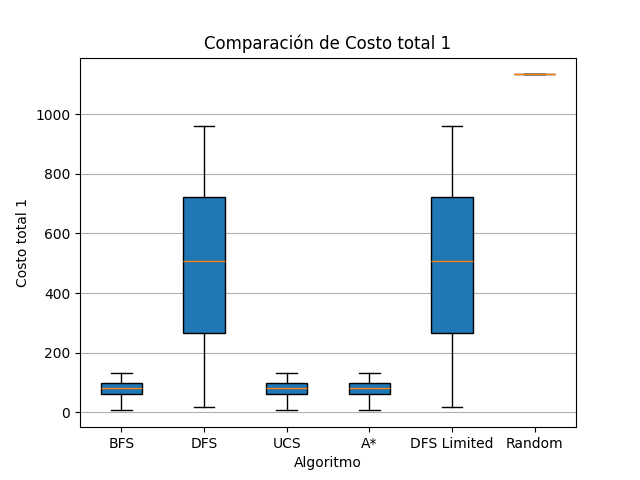 Comparación de Costo total 1
Costo total 1
1000
800
600
400
200
0
BFS DFS UCS A* DFS Limited Random
Algoritmo